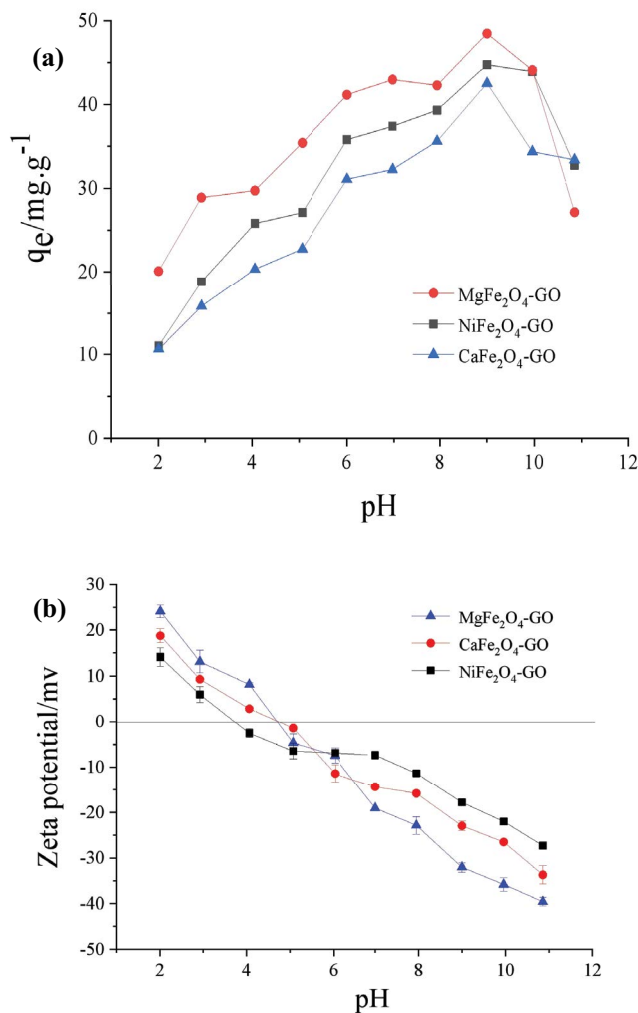 (a)
50
40
30
20
10
0
qe/mg.g-1
MgFe2O4-GO
NiFe2O4-GO
CaFe2O4-GO
2 4 6 8 10 12
pH
(b)
30
20
10
0
-10
-20
-30
-40
-50
Zeta potential/mv
MgFe2O4-GO
CaFe2O4-GO
NiFe2O4-GO
2 4 6 8 10 12
pH